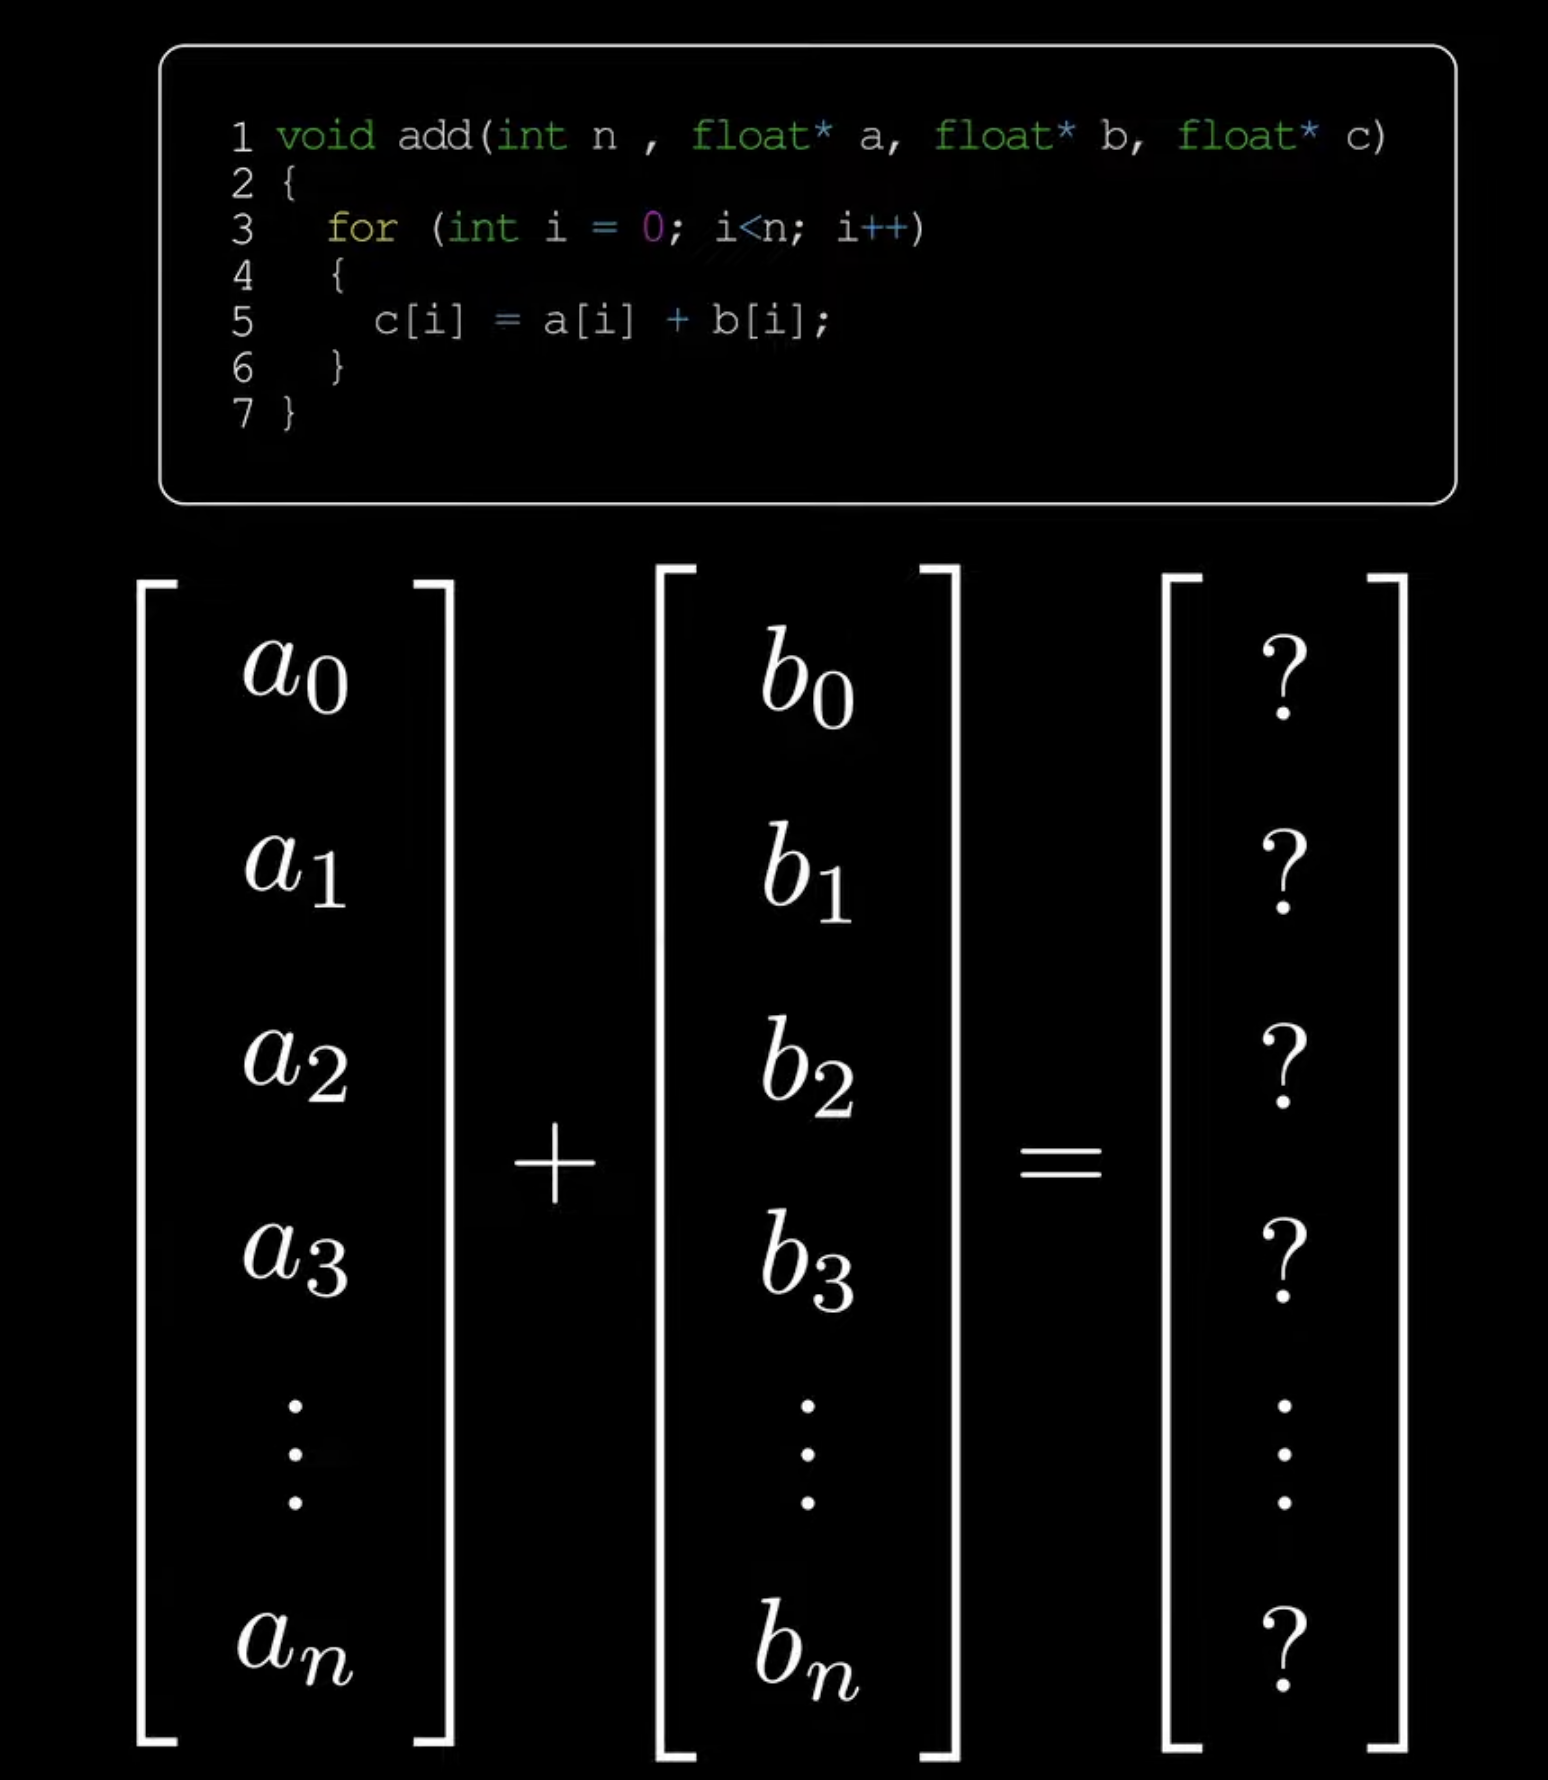 1 void add(int n , float* a, float* b, float* c)
2 {
3   for (int i = 0; i<n; i++)
4   {
5     c[i] = a[i] + b[i];
6   }
7 }
a₀ b₀ ?
a₁ b₁ ?
a₂ b₂ ?
+ =
a₃ b₃ ?
⋮ ⋮ ⋮
aₙ bₙ ?